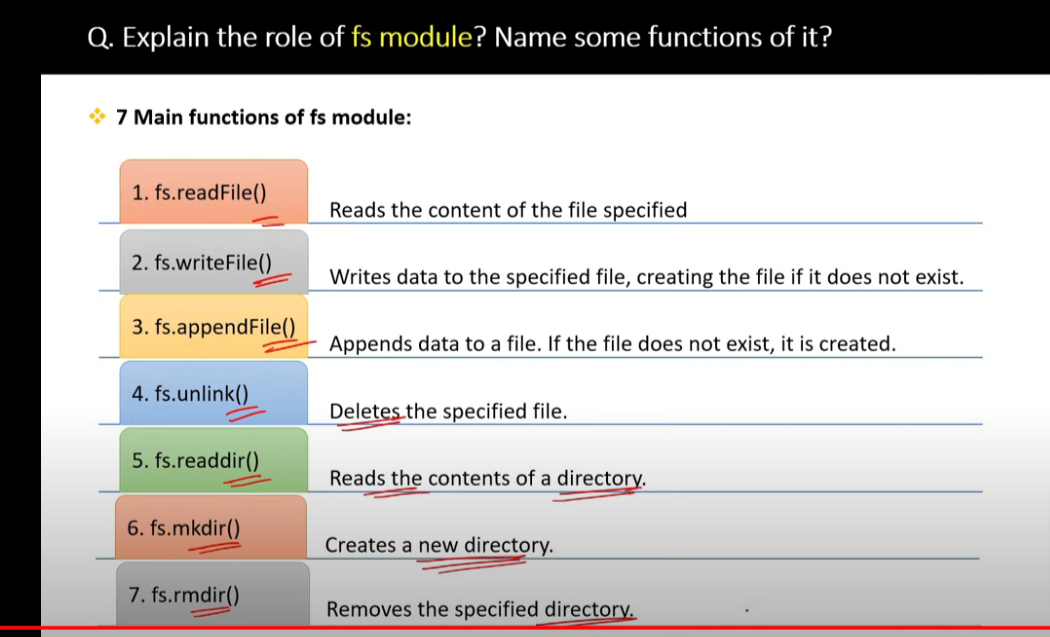 Q. Explain the role of fs module? Name some functions of it?
7 Main functions of fs module:
1. fs.readFile()
Reads the content of the file specified
2. fs.writeFile()
Writes data to the specified file, creating the file if it does not exist.
3. fs.appendFile()
Appends data to a file. If the file does not exist, it is created.
4. fs.unlink()
Deletes the specified file.
5. fs.readdir()
Reads the contents of a directory.
6. fs.mkdir()
Creates a new directory.
7. fs.rmdir()
Removes the specified directory.